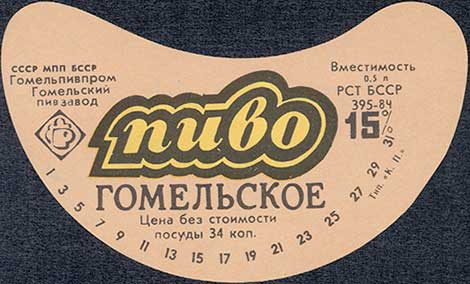 СССР МПП БССР
Гомельпивпром
Гомельский
пивзавод
Вместимость
0,5 л
РСТ БССР
395-84
15%
пиво
ГОМЕЛЬСКОЕ
Цена без стоимости
посуды 34 коп.
1 3 5 7 9 11 13 15 17 19 21 23 25 27 29 31
Тип. „К. П."